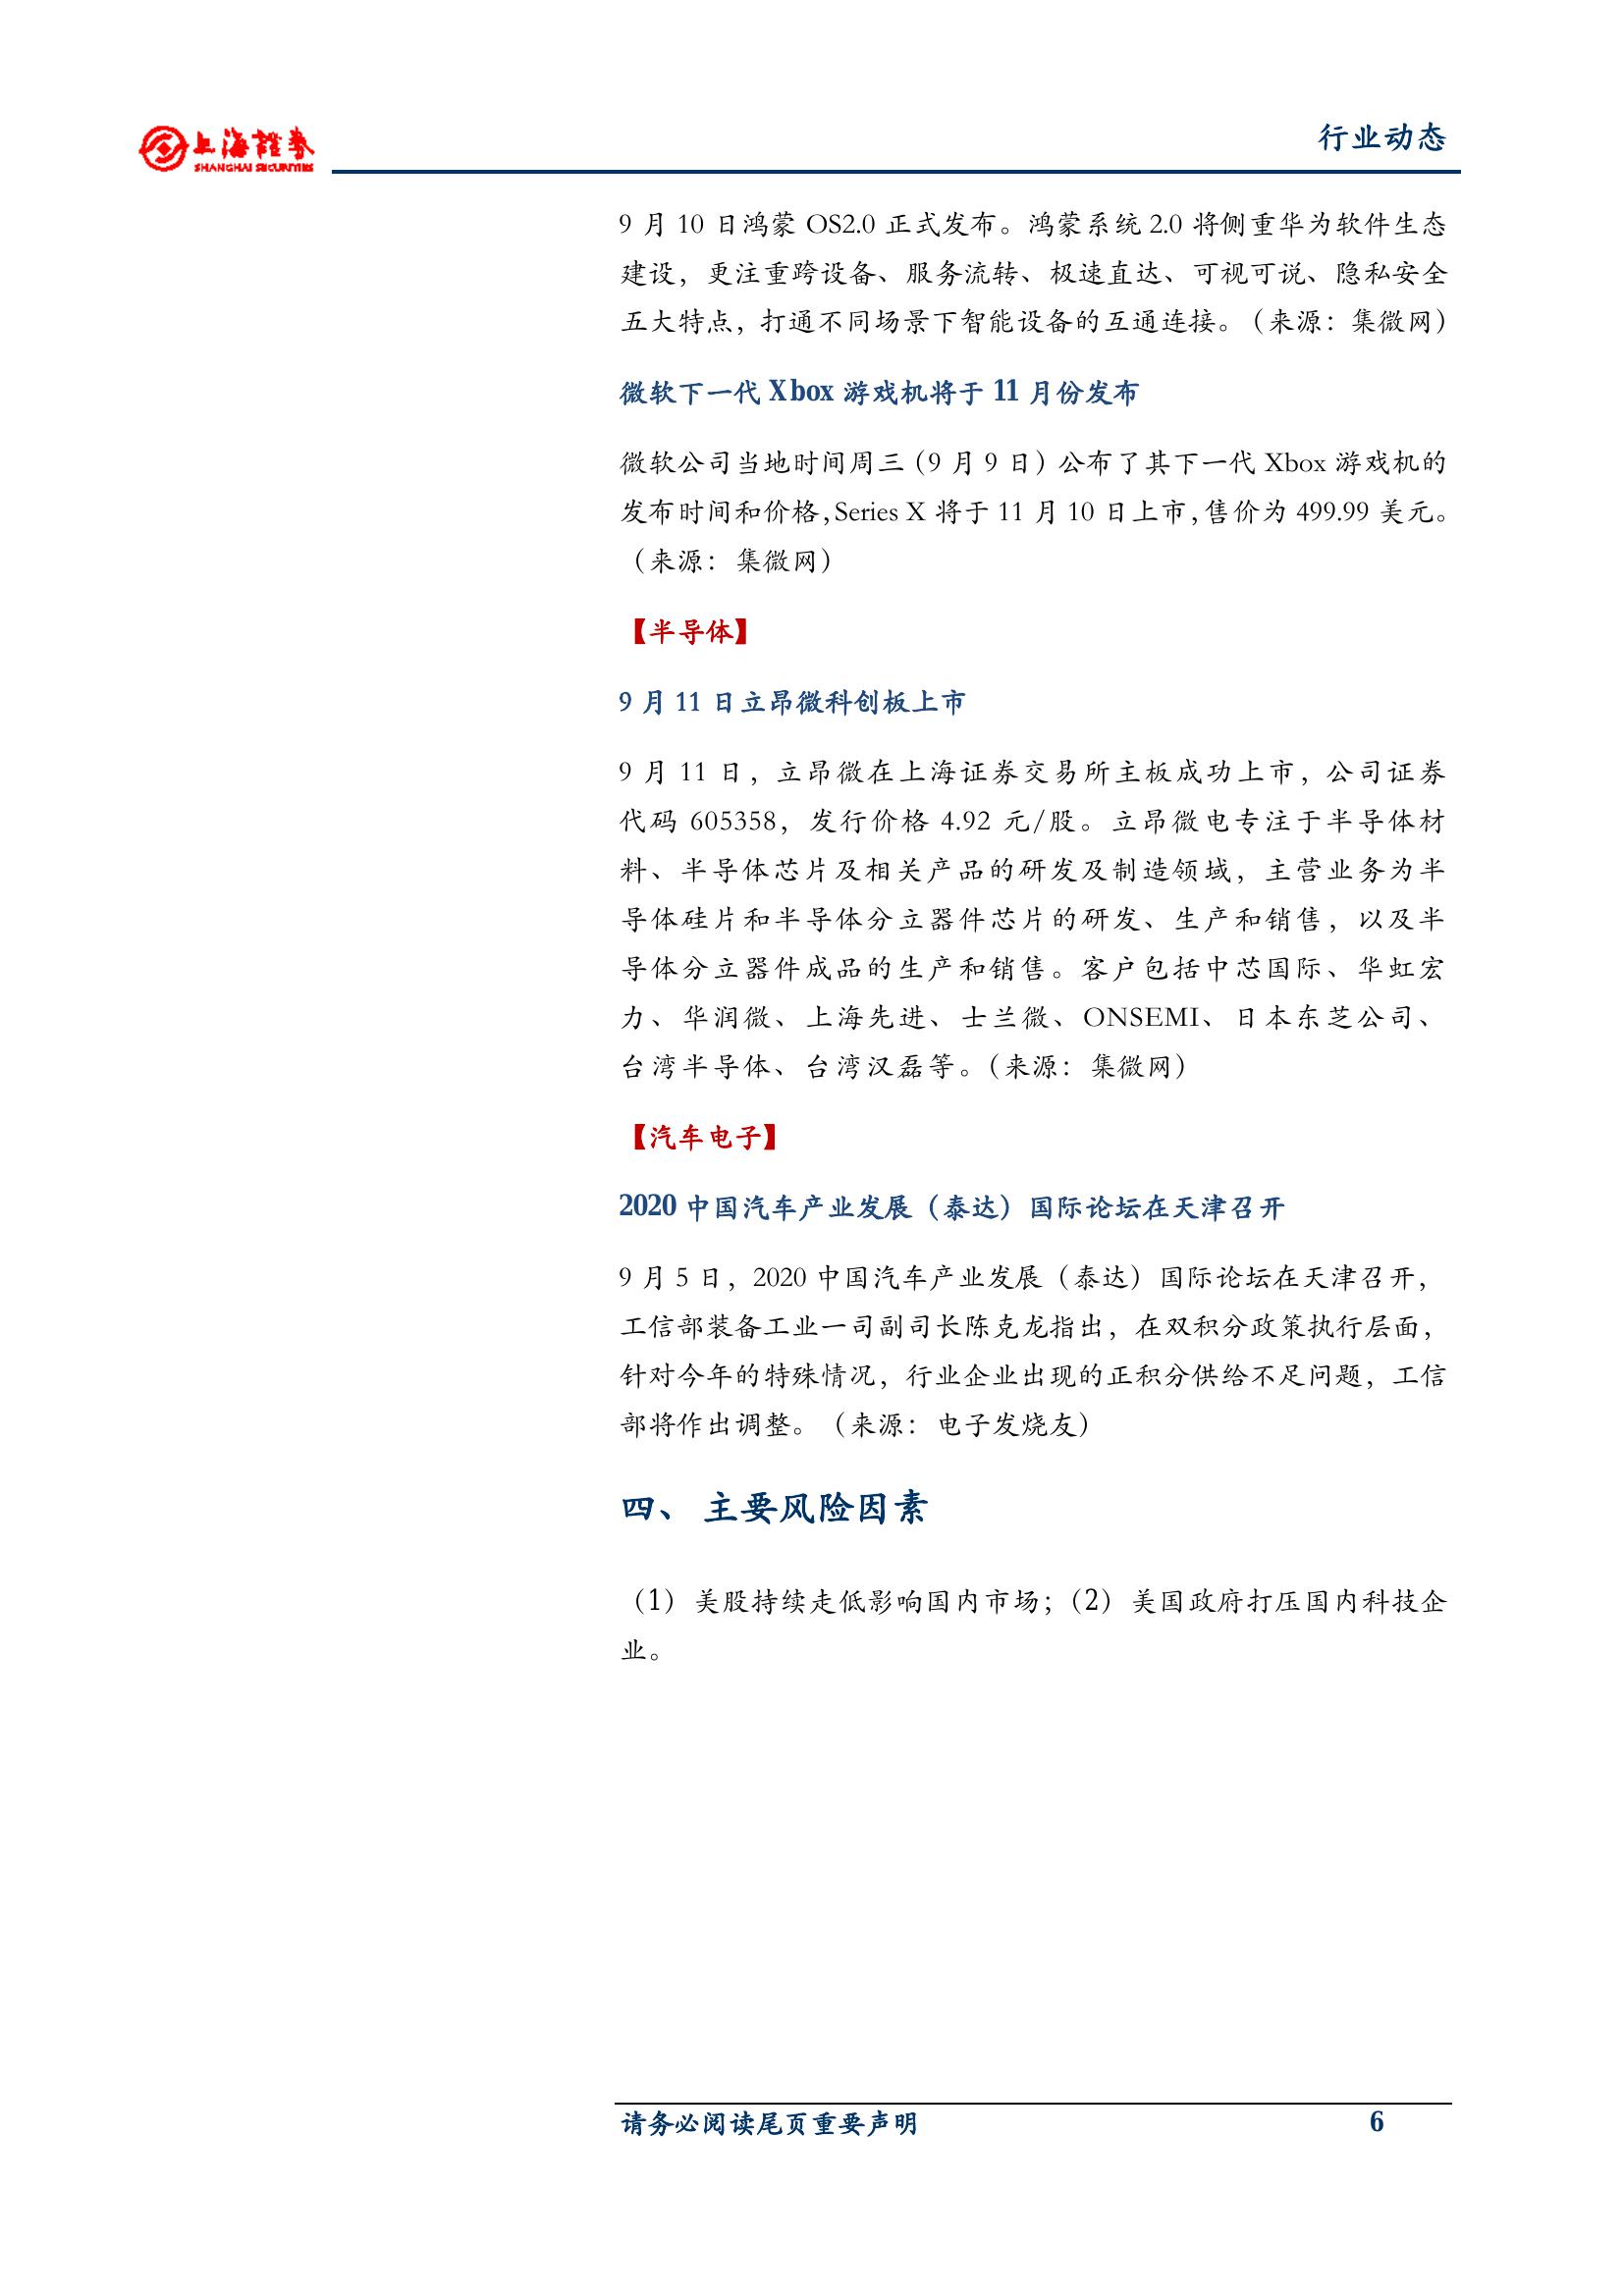 上海證券
SHANGHAI SECURITIES
行业动态
9 月 10 日鸿蒙 OS2.0 正式发布。鸿蒙系统 2.0 将侧重华为软件生态
建设，更注重跨设备、服务流转、极速直达、可视可说、隐私安全
五大特点，打通不同场景下智能设备的互通连接。（来源：集微网）
微软下一代 Xbox 游戏机将于 11 月份发布
微软公司当地时间周三（9 月 9 日）公布了其下一代 Xbox 游戏机的
发布时间和价格，Series X 将于 11 月 10 日上市，售价为 499.99 美元。
（来源：集微网）
【半导体】
9 月 11 日立昂微科创板上市
9 月 11 日，立昂微在上海证券交易所主板成功上市，公司证券
代码 605358，发行价格 4.92 元/股。立昂微电专注于半导体材
料、半导体芯片及相关产品的研发及制造领域，主营业务为半
导体硅片和半导体分立器件芯片的研发、生产和销售，以及半
导体分立器件成品的生产和销售。客户包括中芯国际、华虹宏
力、华润微、上海先进、士兰微、ONSEMI、日本东芝公司、
台湾半导体、台湾汉磊等。（来源：集微网）
【汽车电子】
2020 中国汽车产业发展（泰达）国际论坛在天津召开
9 月 5 日，2020 中国汽车产业发展（泰达）国际论坛在天津召开，
工信部装备工业一司副司长陈克龙指出，在双积分政策执行层面，
针对今年的特殊情况，行业企业出现的正积分供给不足问题，工信
部将作出调整。（来源：电子发烧友）
四、 主要风险因素
（1）美股持续走低影响国内市场；（2）美国政府打压国内科技企
业。
请务必阅读尾页重要声明
6